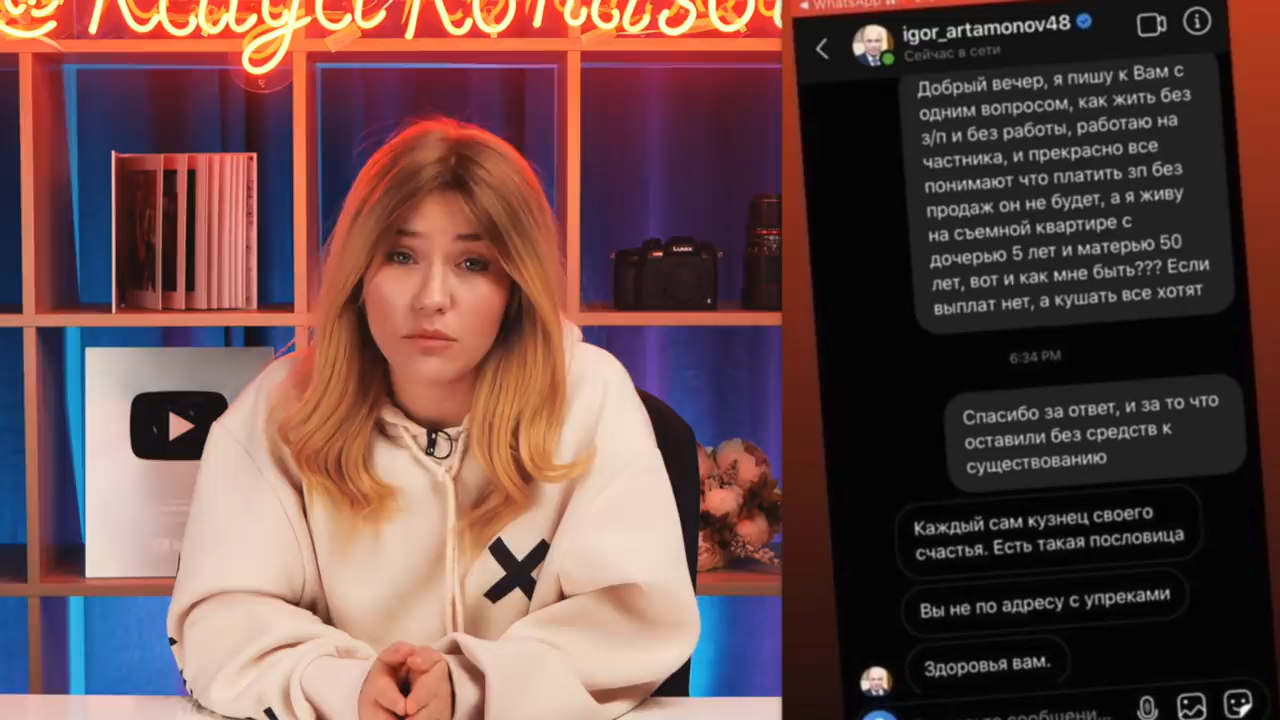 @Катя Конасова
LUMIX
WhatsApp
igor_artamonov48
Сейчас в сети
Добрый вечер, я пишу к Вам с
одним вопросом, как жить без
з/п и без работы, работаю на
частника, и прекрасно все
понимают что платить зп без
продаж он не будет, а я живу
на съемной квартире с
дочерью 5 лет и матерью 50
лет, вот и как мне быть??? Если
выплат нет, а кушать все хотят
6:34 PM
Спасибо за ответ, и за то что
оставили без средств к
существованию
Каждый сам кузнец своего
счастья. Есть такая пословица
Вы не по адресу с упреками
Здоровья вам.